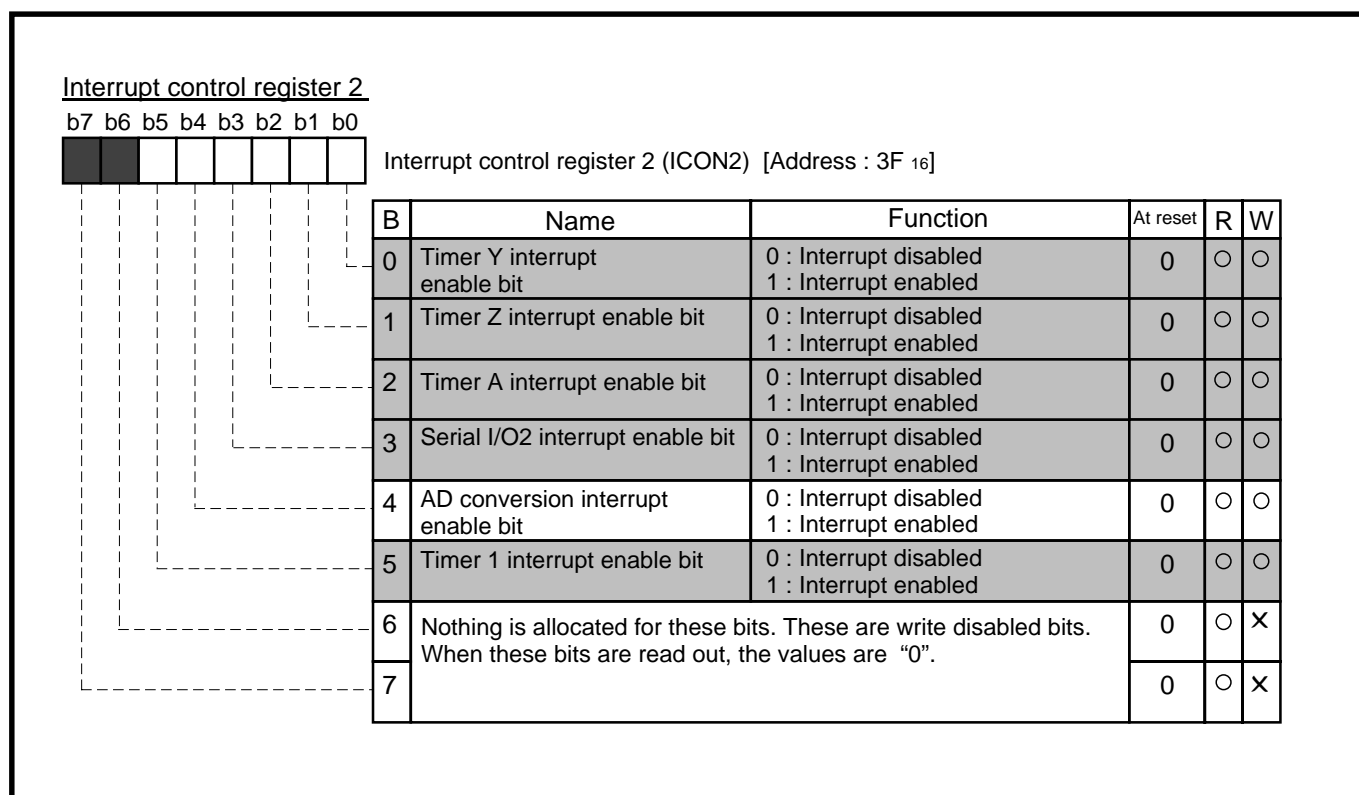 Interrupt control register 2
b7 b6 b5 b4 b3 b2 b1 b0
Interrupt control register 2 (ICON2) [Address : 3F 16]
B Name Function At reset R W
0 Timer Y interrupt enable bit 0 : Interrupt disabled 1 : Interrupt enabled 0 ○ ○
1 Timer Z interrupt enable bit 0 : Interrupt disabled 1 : Interrupt enabled 0 ○ ○
2 Timer A interrupt enable bit 0 : Interrupt disabled 1 : Interrupt enabled 0 ○ ○
3 Serial I/O2 interrupt enable bit 0 : Interrupt disabled 1 : Interrupt enabled 0 ○ ○
4 AD conversion interrupt enable bit 0 : Interrupt disabled 1 : Interrupt enabled 0 ○ ○
5 Timer 1 interrupt enable bit 0 : Interrupt disabled 1 : Interrupt enabled 0 ○ ○
6 Nothing is allocated for these bits. These are write disabled bits. 0 ○ ×
When these bits are read out, the values are “0”.
7 0 ○ ×